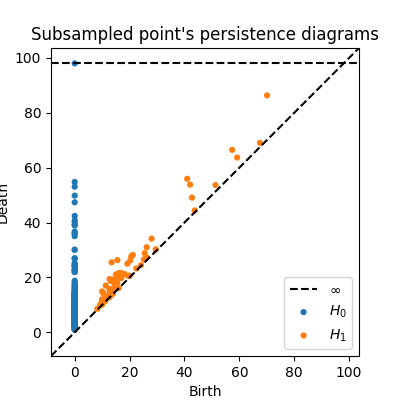 Subsampled point's persistence diagrams
100
80
60
40
20
0
Death
0 20 40 60 80 100
Birth
∞
H₀
H₁